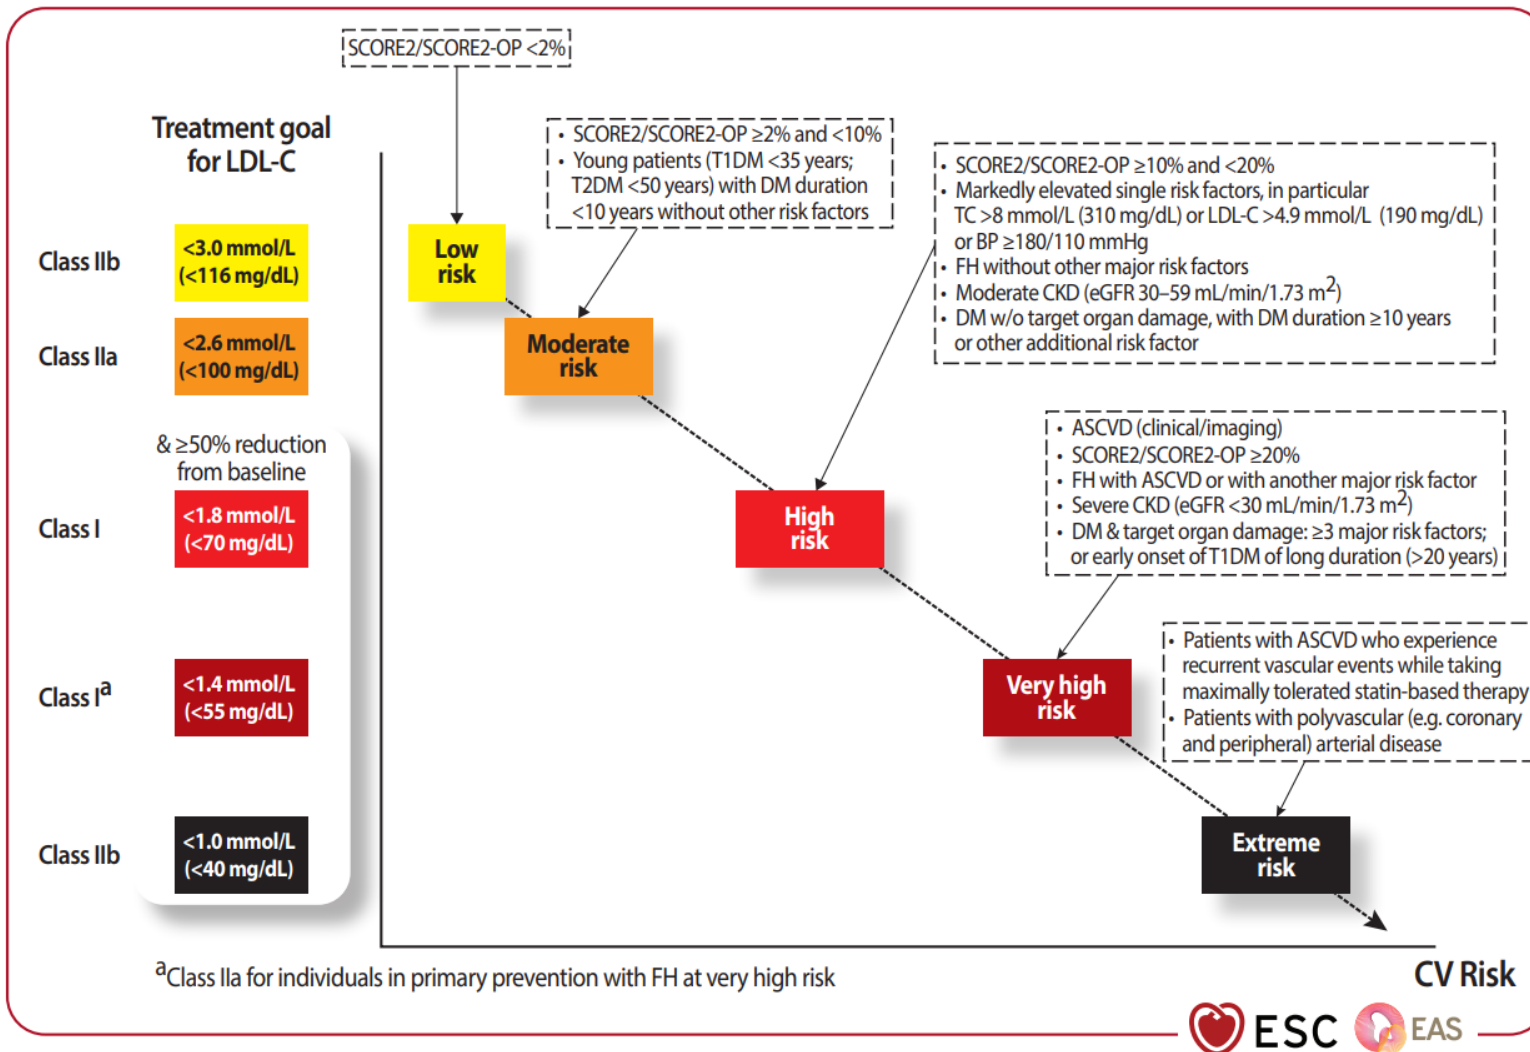 SCORE2/SCORE2-OP <2%
Treatment goal
for LDL-C
• SCORE2/SCORE2-OP ≥2% and <10%
• Young patients (T1DM <35 years;
T2DM <50 years) with DM duration
<10 years without other risk factors
• SCORE2/SCORE2-OP ≥10% and <20%
• Markedly elevated single risk factors, in particular
TC >8 mmol/L (310 mg/dL) or LDL-C >4.9 mmol/L (190 mg/dL)
or BP ≥180/110 mmHg
• FH without other major risk factors
• Moderate CKD (eGFR 30–59 mL/min/1.73 m²)
• DM w/o target organ damage, with DM duration ≥10 years
or other additional risk factor
Class IIb
<3.0 mmol/L
(<116 mg/dL)
Low
risk
Class IIa
<2.6 mmol/L
(<100 mg/dL)
Moderate
risk
& ≥50% reduction
from baseline
• ASCVD (clinical/imaging)
• SCORE2/SCORE2-OP ≥20%
• FH with ASCVD or with another major risk factor
• Severe CKD (eGFR <30 mL/min/1.73 m²)
• DM & target organ damage: ≥3 major risk factors;
or early onset of T1DM of long duration (>20 years)
Class I
<1.8 mmol/L
(<70 mg/dL)
High
risk
• Patients with ASCVD who experience
recurrent vascular events while taking
maximally tolerated statin-based therapy
• Patients with polyvascular (e.g. coronary
and peripheral) arterial disease
Class Iᵃ
<1.4 mmol/L
(<55 mg/dL)
Very high
risk
Class IIb
<1.0 mmol/L
(<40 mg/dL)
Extreme
risk
ᵃClass IIa for individuals in primary prevention with FH at very high risk
CV Risk
ESC
EAS